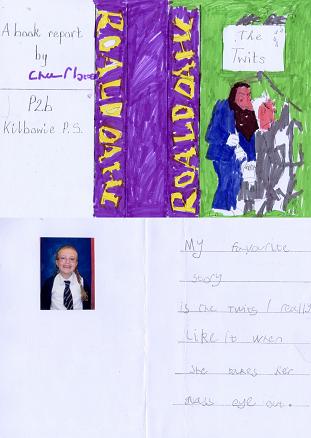 A book report
by
P2b
Kilbowie P.S.
ROALD DAHL
ROALD DAHL
The
Twits
My favourite
story
is the Twits I really
like it when
she takes her
glass eye out.